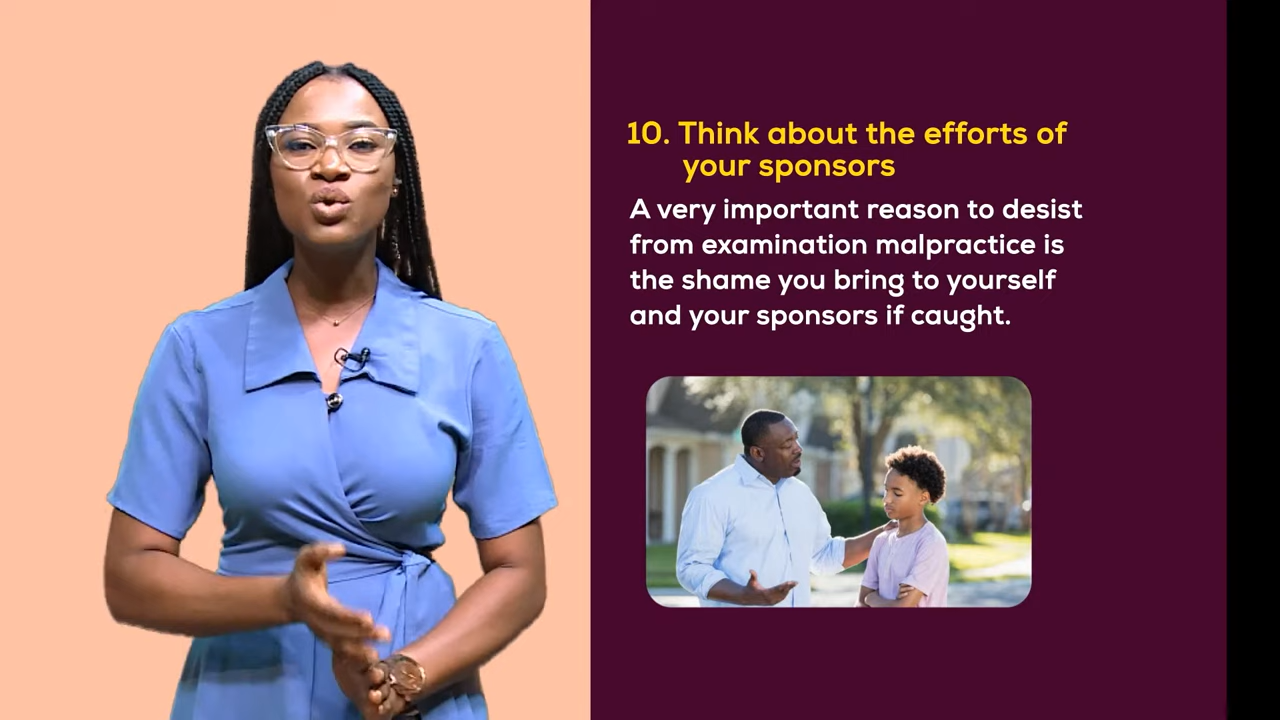 10. Think about the efforts of
your sponsors
A very important reason to desist
from examination malpractice is
the shame you bring to yourself
and your sponsors if caught.